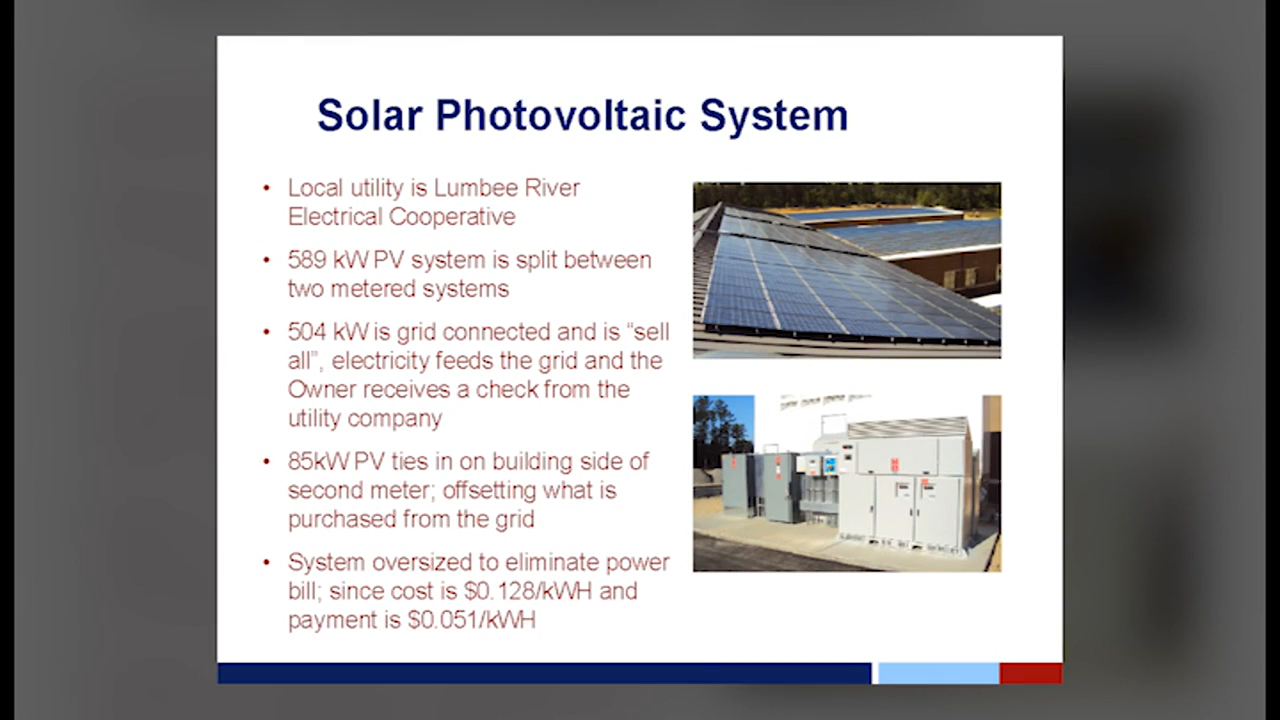 Solar Photovoltaic System
• Local utility is Lumbee River
Electrical Cooperative
• 589 kW PV system is split between
two metered systems
• 504 kW is grid connected and is “sell
all”, electricity feeds the grid and the
Owner receives a check from the
utility company
• 85kW PV ties in on building side of
second meter; offsetting what is
purchased from the grid
• System oversized to eliminate power
bill; since cost is $0.128/kWH and
payment is $0.051/kWH